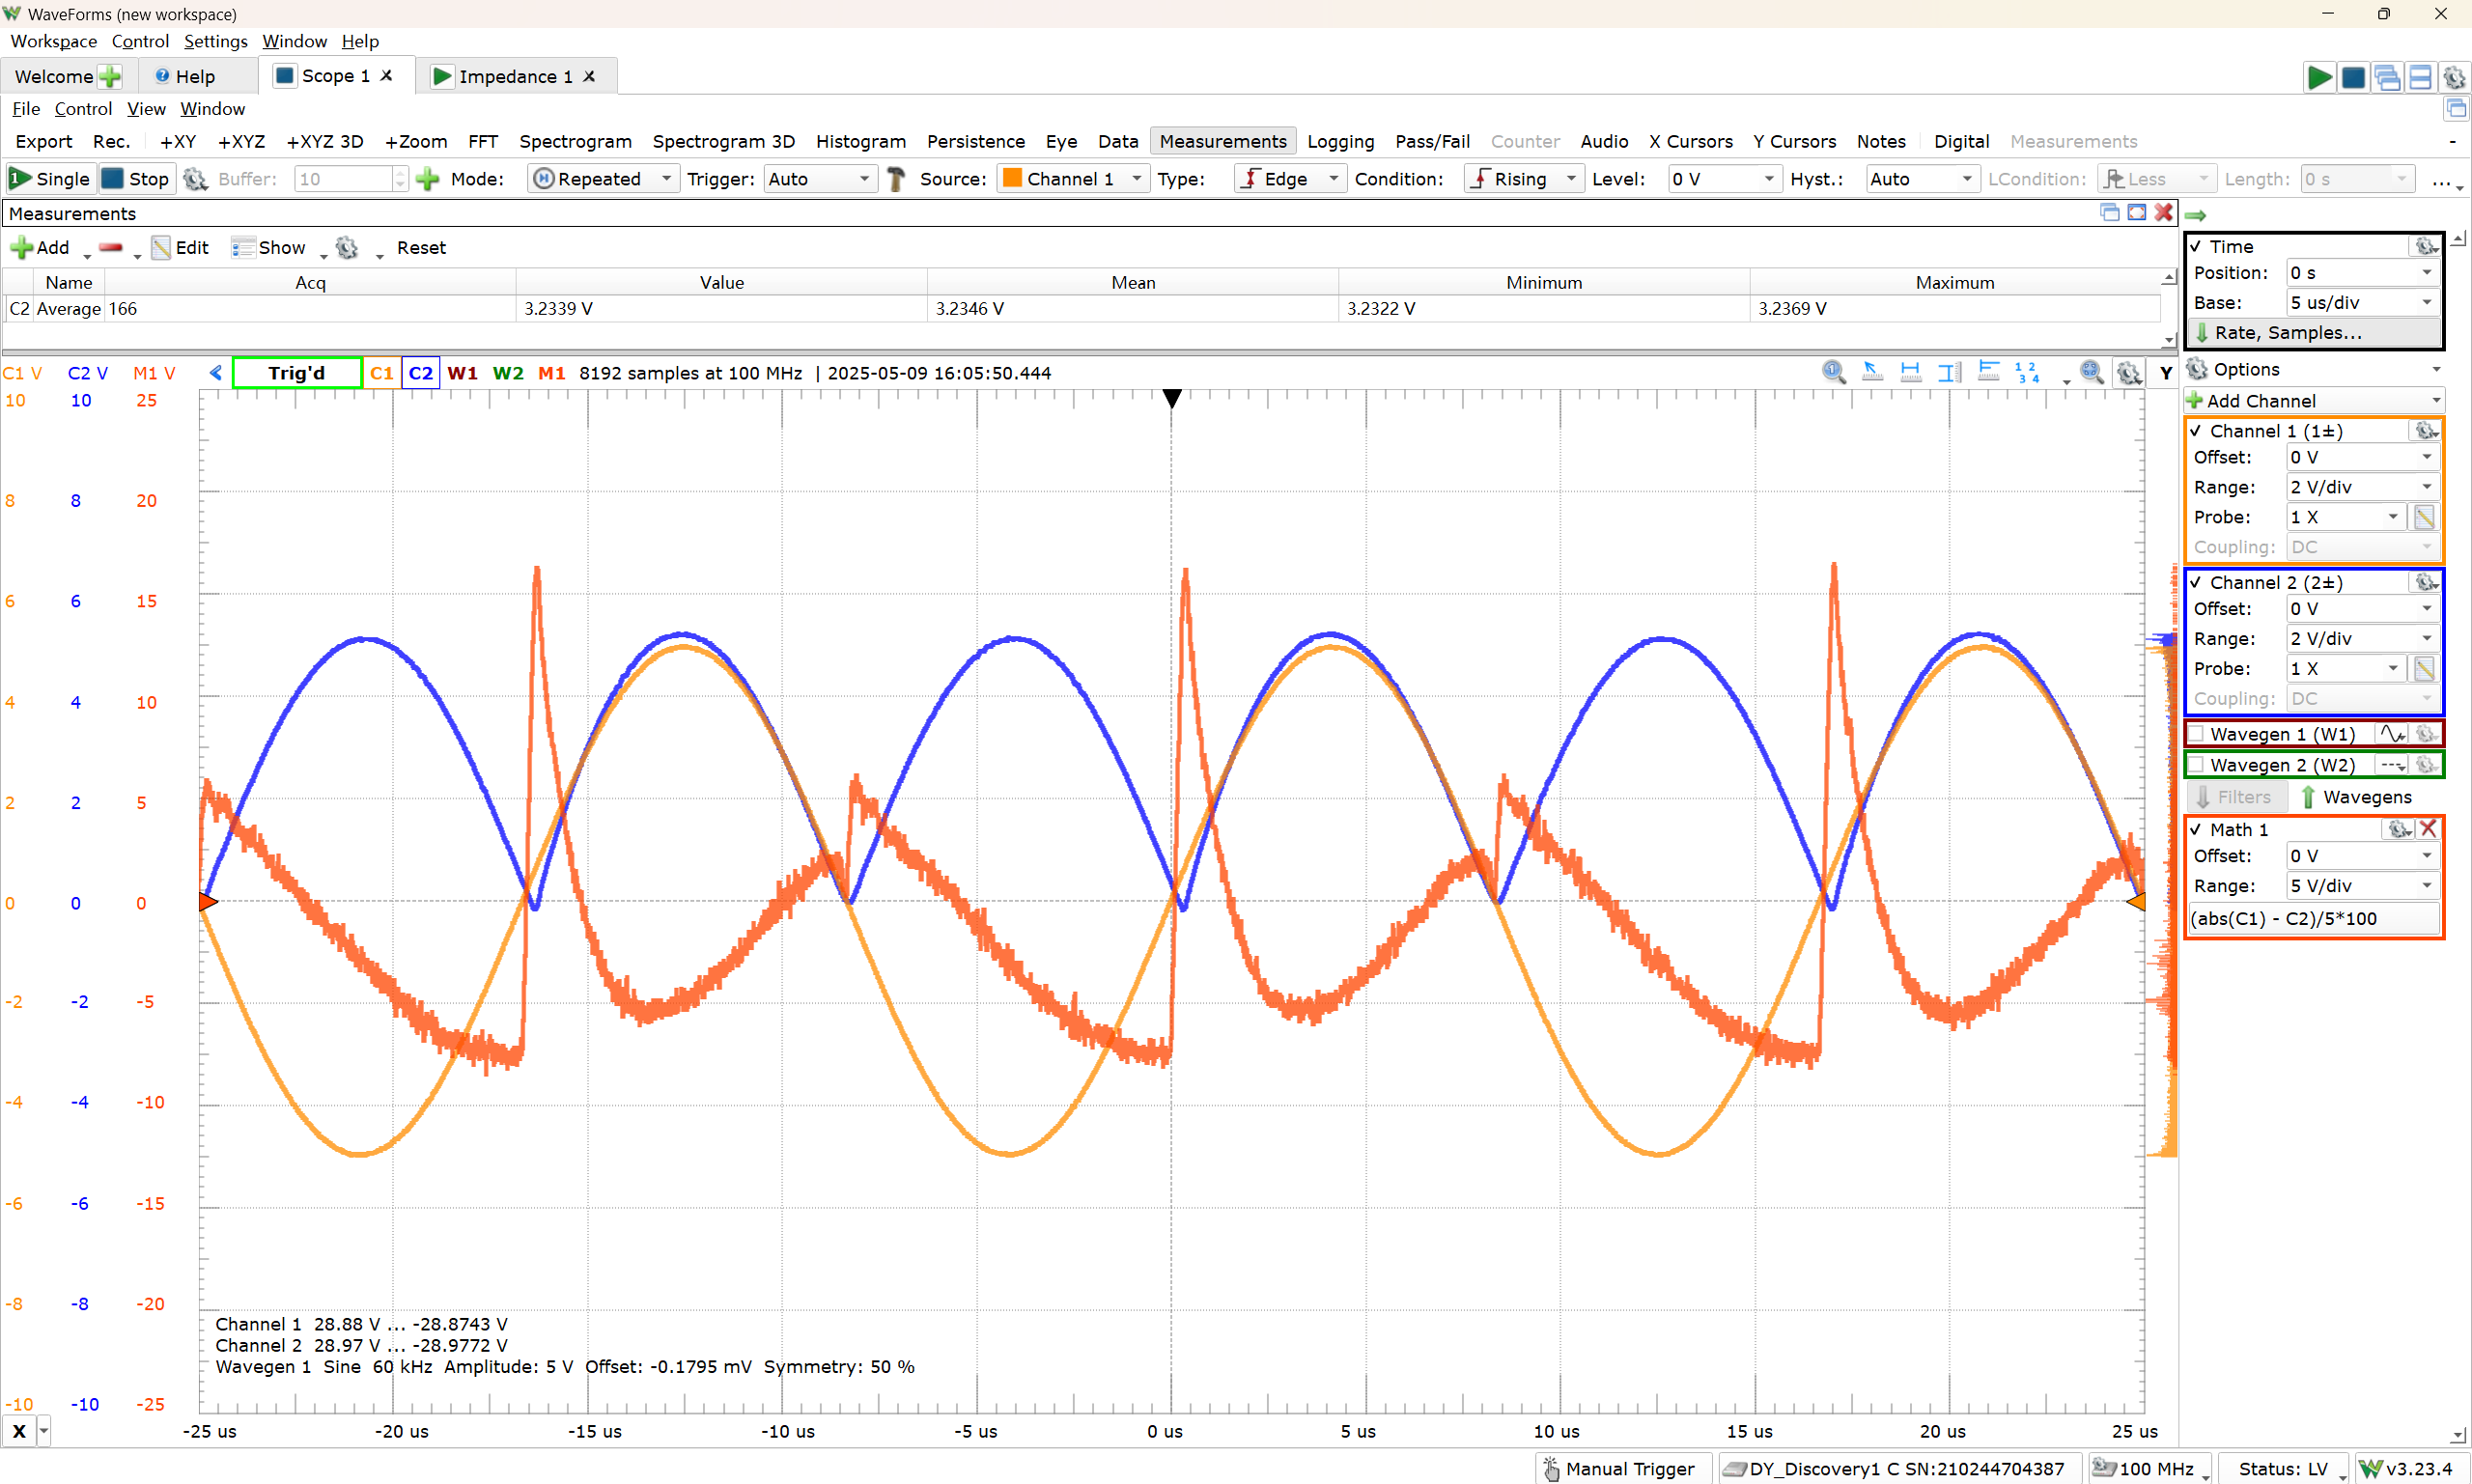 WaveForms (new workspace)
Workspace Control Settings Window Help
Welcome Help Scope 1 Impedance 1
File Control View Window
Export Rec. +XY +XYZ +XYZ 3D +Zoom FFT Spectrogram Spectrogram 3D Histogram Persistence Eye Data Measurements Logging Pass/Fail Counter Audio X Cursors Y Cursors Notes Digital Measurements -
Single Stop Buffer: 10 Mode: Repeated Trigger: Auto Source: Channel 1 Type: Edge Condition: Rising Level: 0 V Hyst.: Auto LCondition: Less Length: 0 s ...
Measurements
Add Edit Show Reset
Name Acq Value Mean Minimum Maximum
C2 Average 166 3.2339 V 3.2346 V 3.2322 V 3.2369 V
C1 V C2 V M1 V Trig'd C1 C2 W1 W2 M1 8192 samples at 100 MHz | 2025-05-09 16:05:50.444 1 2 3 4 Y
10 10 25
8 8 20
6 6 15
4 4 10
2 2 5
0 0 0
-2 -2 -5
-4 -4 -10
-6 -6 -15
-8 -8 -20
-10 -10 -25
Channel 1 28.88 V ... -28.8743 V
Channel 2 28.97 V ... -28.9772 V
Wavegen 1 Sine 60 kHz Amplitude: 5 V Offset: -0.1795 mV Symmetry: 50 %
X -25 us -20 us -15 us -10 us -5 us 0 us 5 us 10 us 15 us 20 us 25 us
Time
Position: 0 s
Base: 5 us/div
Rate, Samples...
Options
Add Channel
Channel 1 (1±)
Offset: 0 V
Range: 2 V/div
Probe: 1 X
Coupling: DC
Channel 2 (2±)
Offset: 0 V
Range: 2 V/div
Probe: 1 X
Coupling: DC
Wavegen 1 (W1)
Wavegen 2 (W2)
Filters Wavegens
Math 1
Offset: 0 V
Range: 5 V/div
(abs(C1) - C2)/5*100
Manual Trigger DY_Discovery1 C SN:210244704387 100 MHz Status: LV v3.23.4